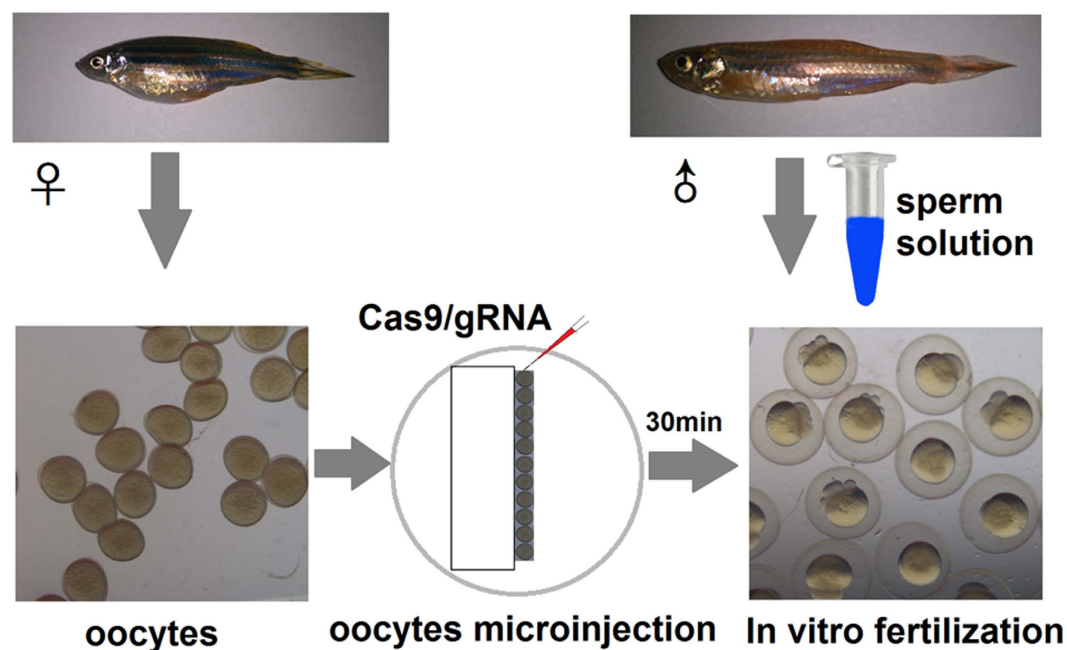 ♀
♂
sperm
solution
Cas9/gRNA
30min
oocytes
oocytes microinjection
In vitro fertilization